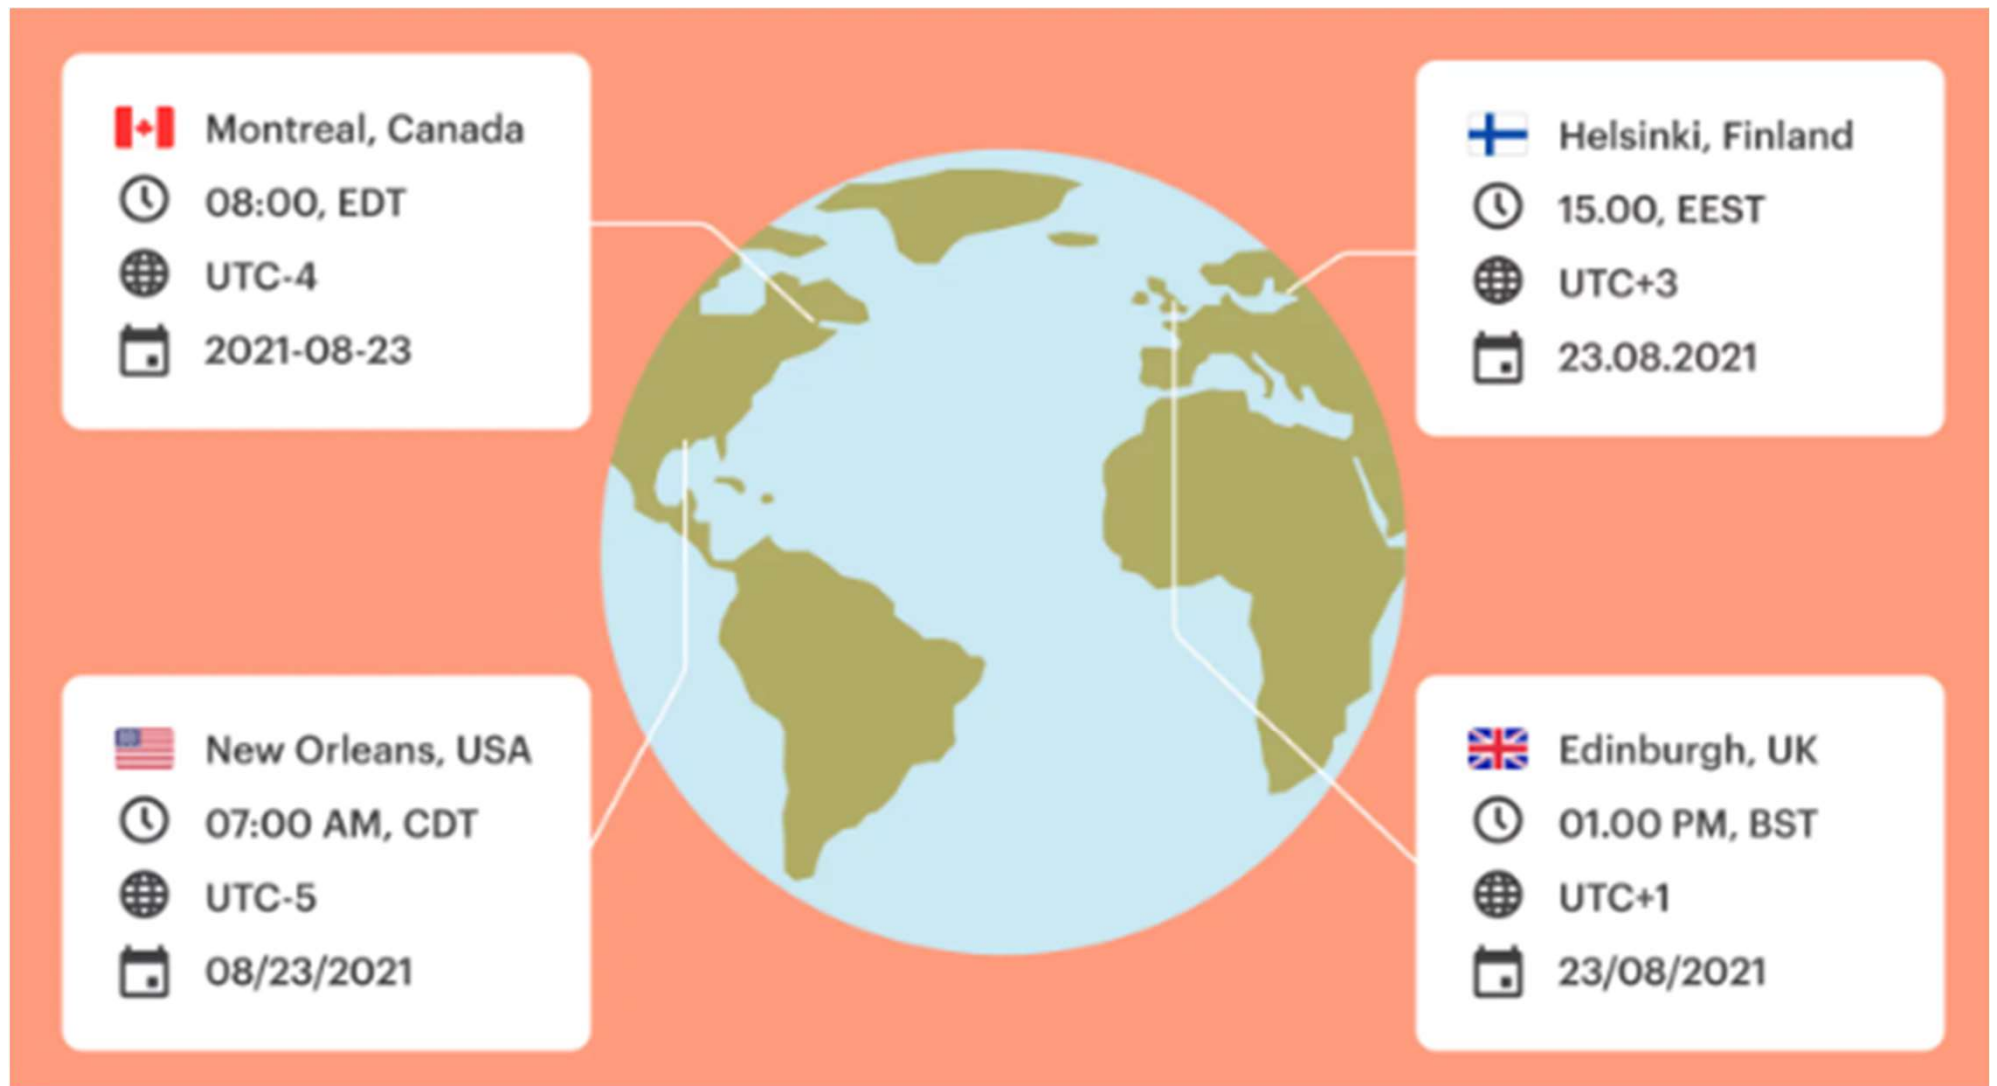 Montreal, Canada
08:00, EDT
UTC-4
2021-08-23
Helsinki, Finland
15.00, EEST
UTC+3
23.08.2021
New Orleans, USA
07:00 AM, CDT
UTC-5
08/23/2021
Edinburgh, UK
01.00 PM, BST
UTC+1
23/08/2021